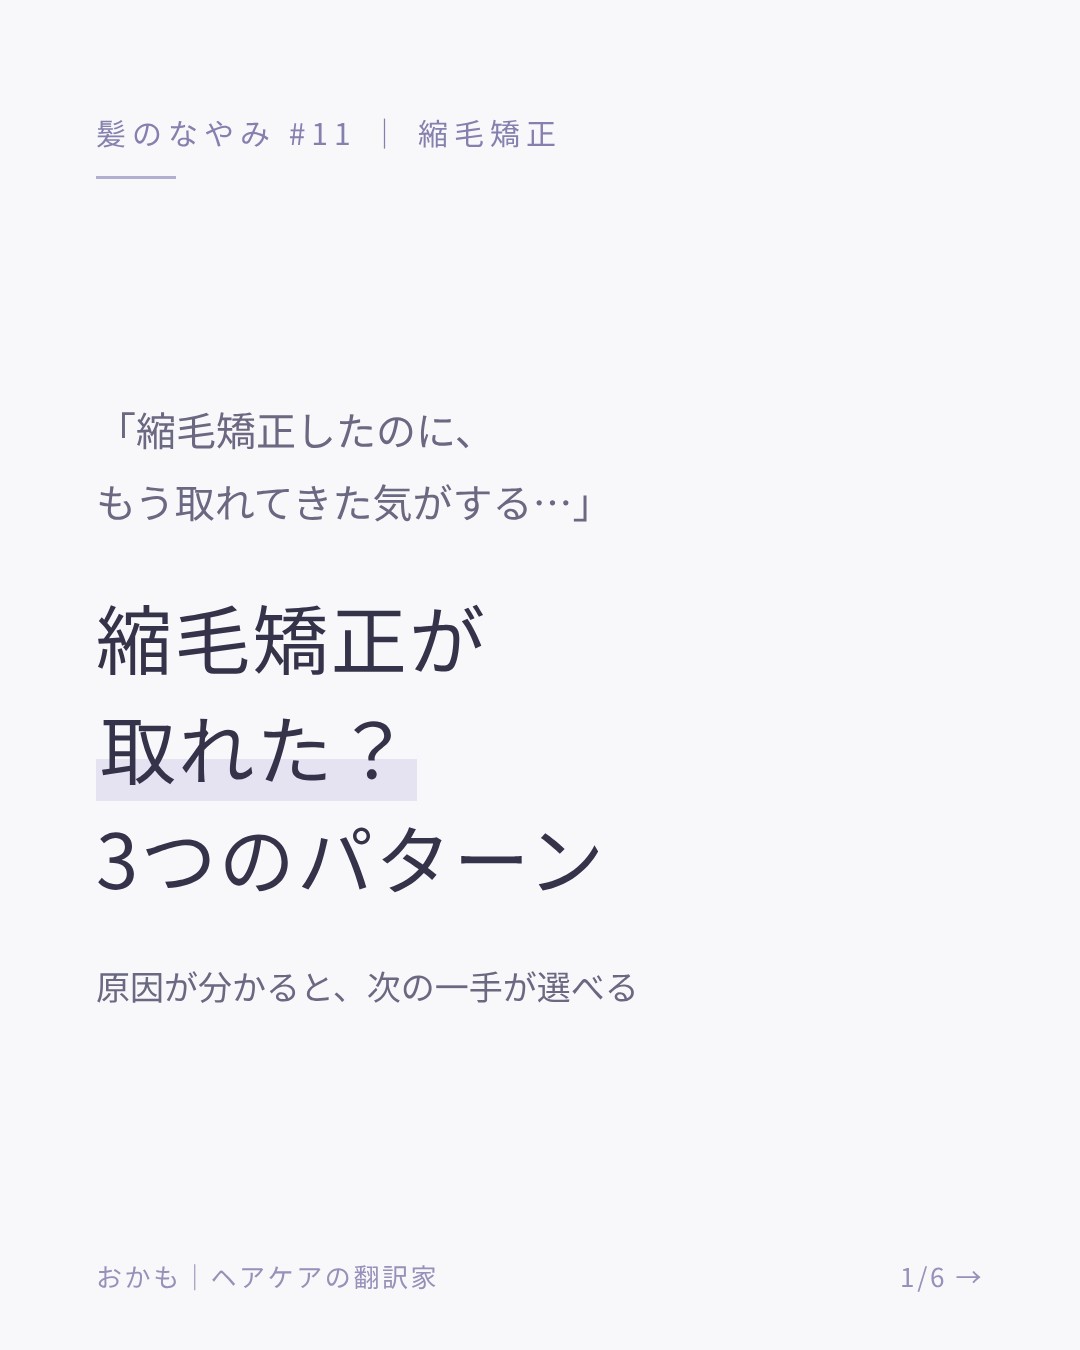 髪のなやみ #11 ｜ 縮毛矯正
「縮毛矯正したのに、
もう取れてきた気がする…」
縮毛矯正が
取れた？
3つのパターン
原因が分かると、次の一手が選べる
おかも｜ヘアケアの翻訳家
1/6 →